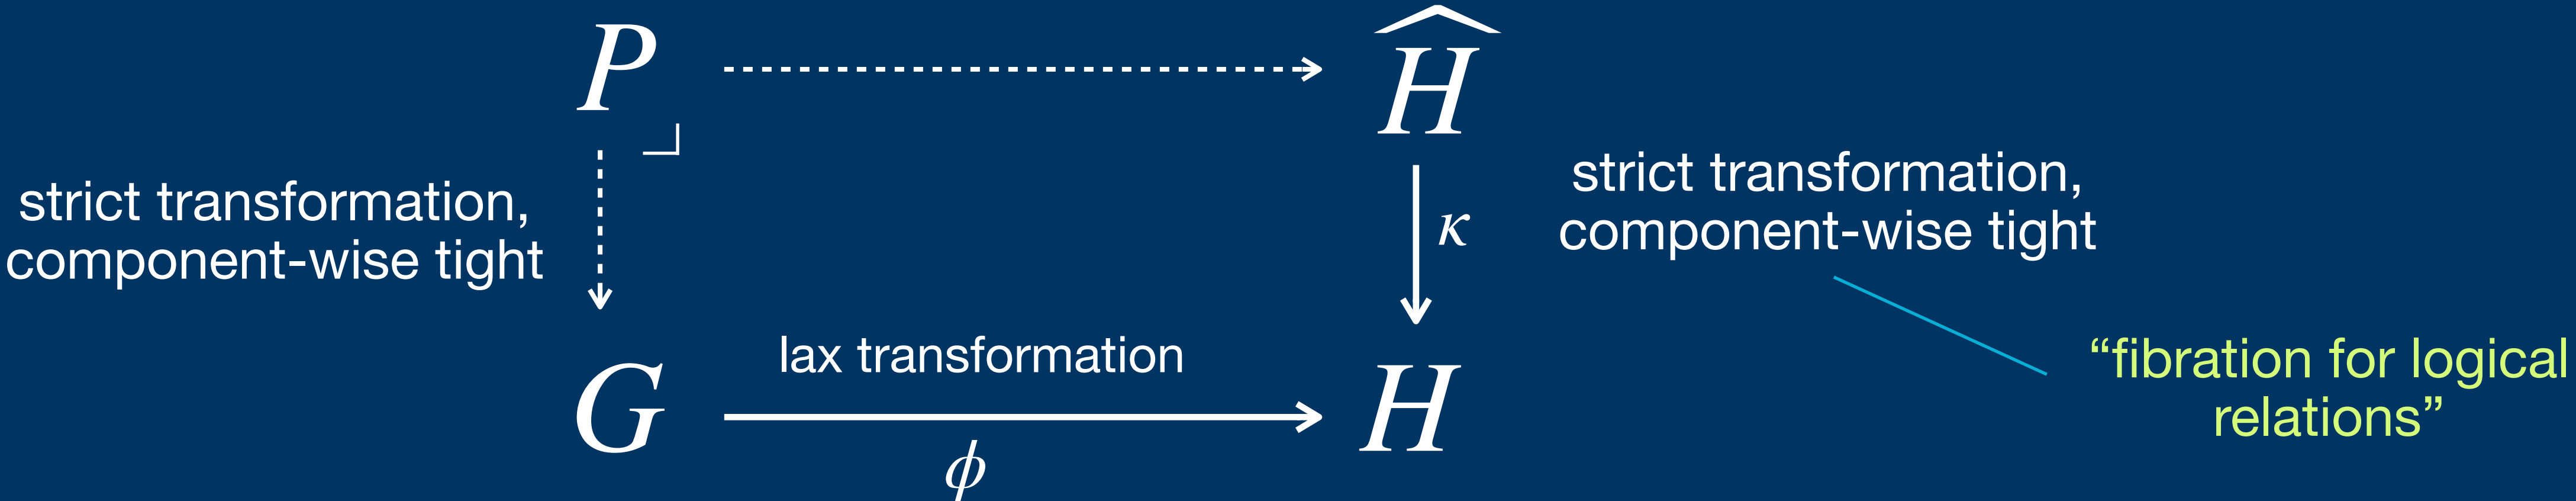 P
Ĥ
strict transformation,
component-wise tight
κ
strict transformation,
component-wise tight
G
lax transformation
ϕ
H
“fibration for logical
relations”